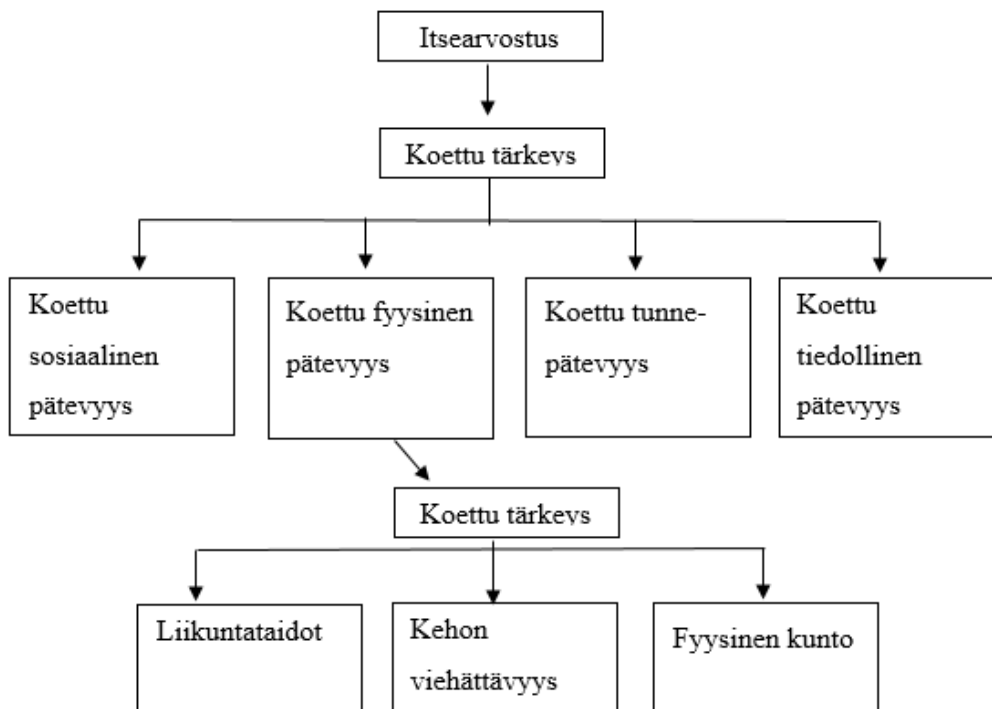 Itsearvostus
Koettu tärkeys
Koettu
sosiaalinen
pätevyys
Koettu fyysinen
pätevyys
Koettu tunne-
pätevyys
Koettu
tiedollinen
pätevyys
Koettu tärkeys
Liikuntataidot
Kehon
viehättävyys
Fyysinen kunto